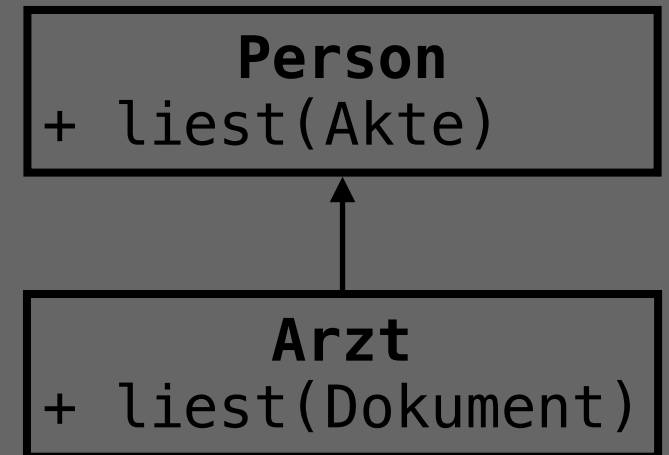 Person
+ liest(Akte)
Arzt
+ liest(Dokument)